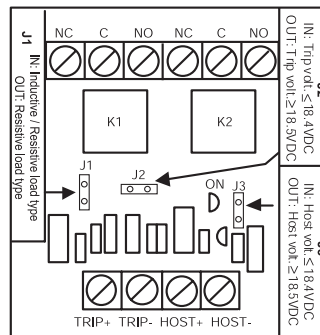 J1
IN: Inductive / Resistive load type
OUT: Resistive load type
NC C NO NC C NO
K1 K2
J1
J2
ON
J3
TRIP+ TRIP- HOST+ HOST-
IN: Trip volt. ≤ 18.4VDC
OUT: Trip volt. ≥ 18.5VDC
IN: Host volt. ≤ 18.4VDC
OUT: Host volt. ≥ 18.5VDC